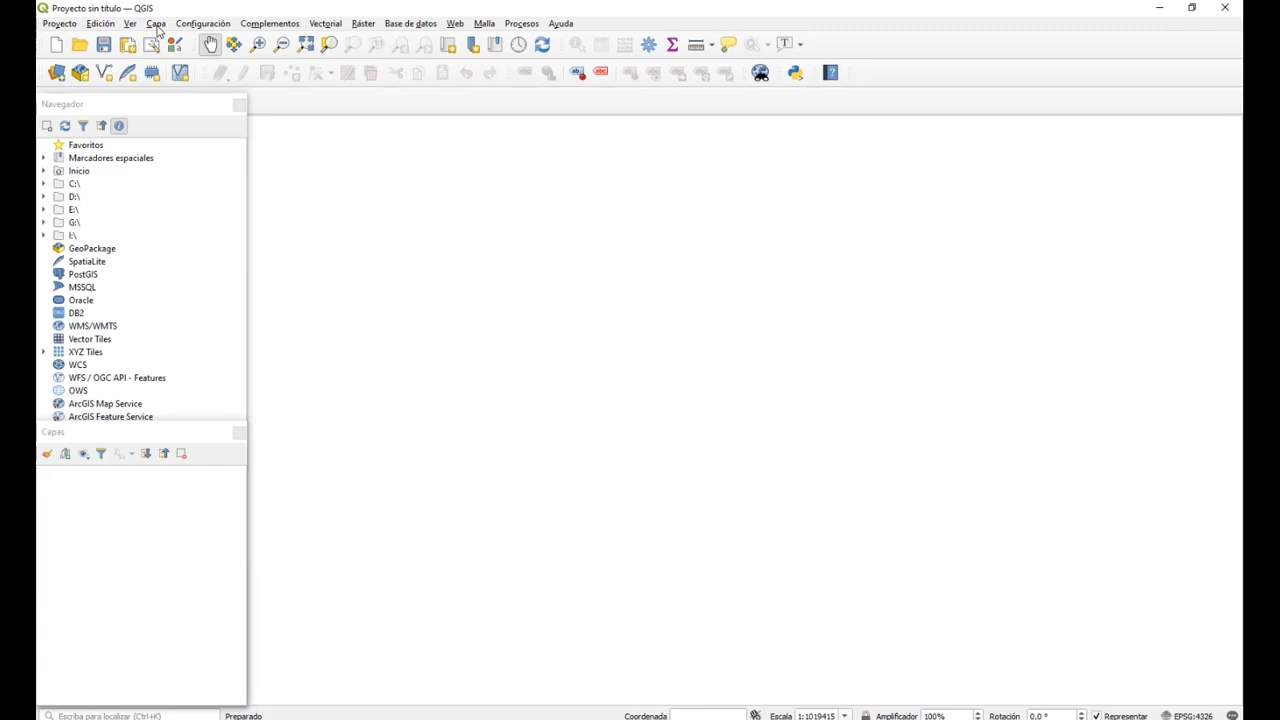 Proyecto sin título — QGIS
Proyecto Edición Ver Capa Configuración Complementos Vectorial Ráster Base de datos Web Malla Procesos Ayuda
Navegador
Favoritos
Marcadores espaciales
Inicio
C:\
D:\
E:\
G:\
I:\
GeoPackage
SpatiaLite
PostGIS
MSSQL
Oracle
DB2
WMS/WMTS
Vector Tiles
XYZ Tiles
WCS
WFS / OGC API - Features
OWS
ArcGIS Map Service
ArcGIS Feature Service
Capas
Escriba para localizar (Ctrl+K) Preparado Coordenada Escala 1:1019415 Amplificador 100% Rotación 0,0 ° Representar EPSG:4326